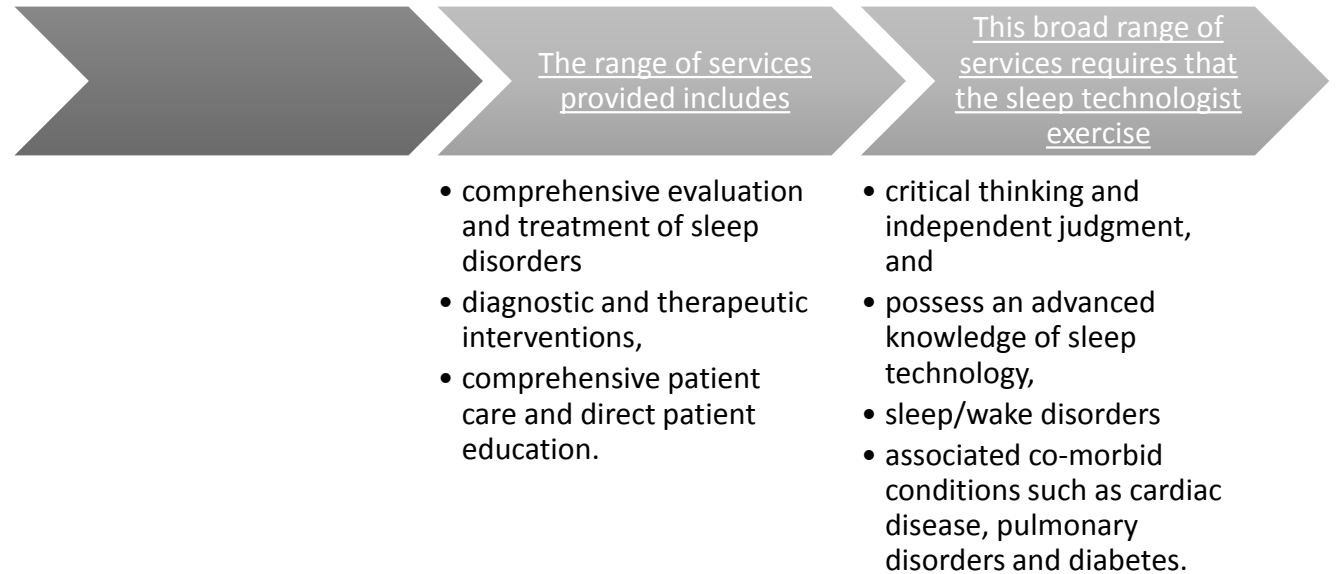 The range of services
provided includes
• comprehensive evaluation
and treatment of sleep
disorders
• diagnostic and therapeutic
interventions,
• comprehensive patient
care and direct patient
education.
This broad range of
services requires that
the sleep technologist
exercise
• critical thinking and
independent judgment,
and
• possess an advanced
knowledge of sleep
technology,
• sleep/wake disorders
• associated co-morbid
conditions such as cardiac
disease, pulmonary
disorders and diabetes.